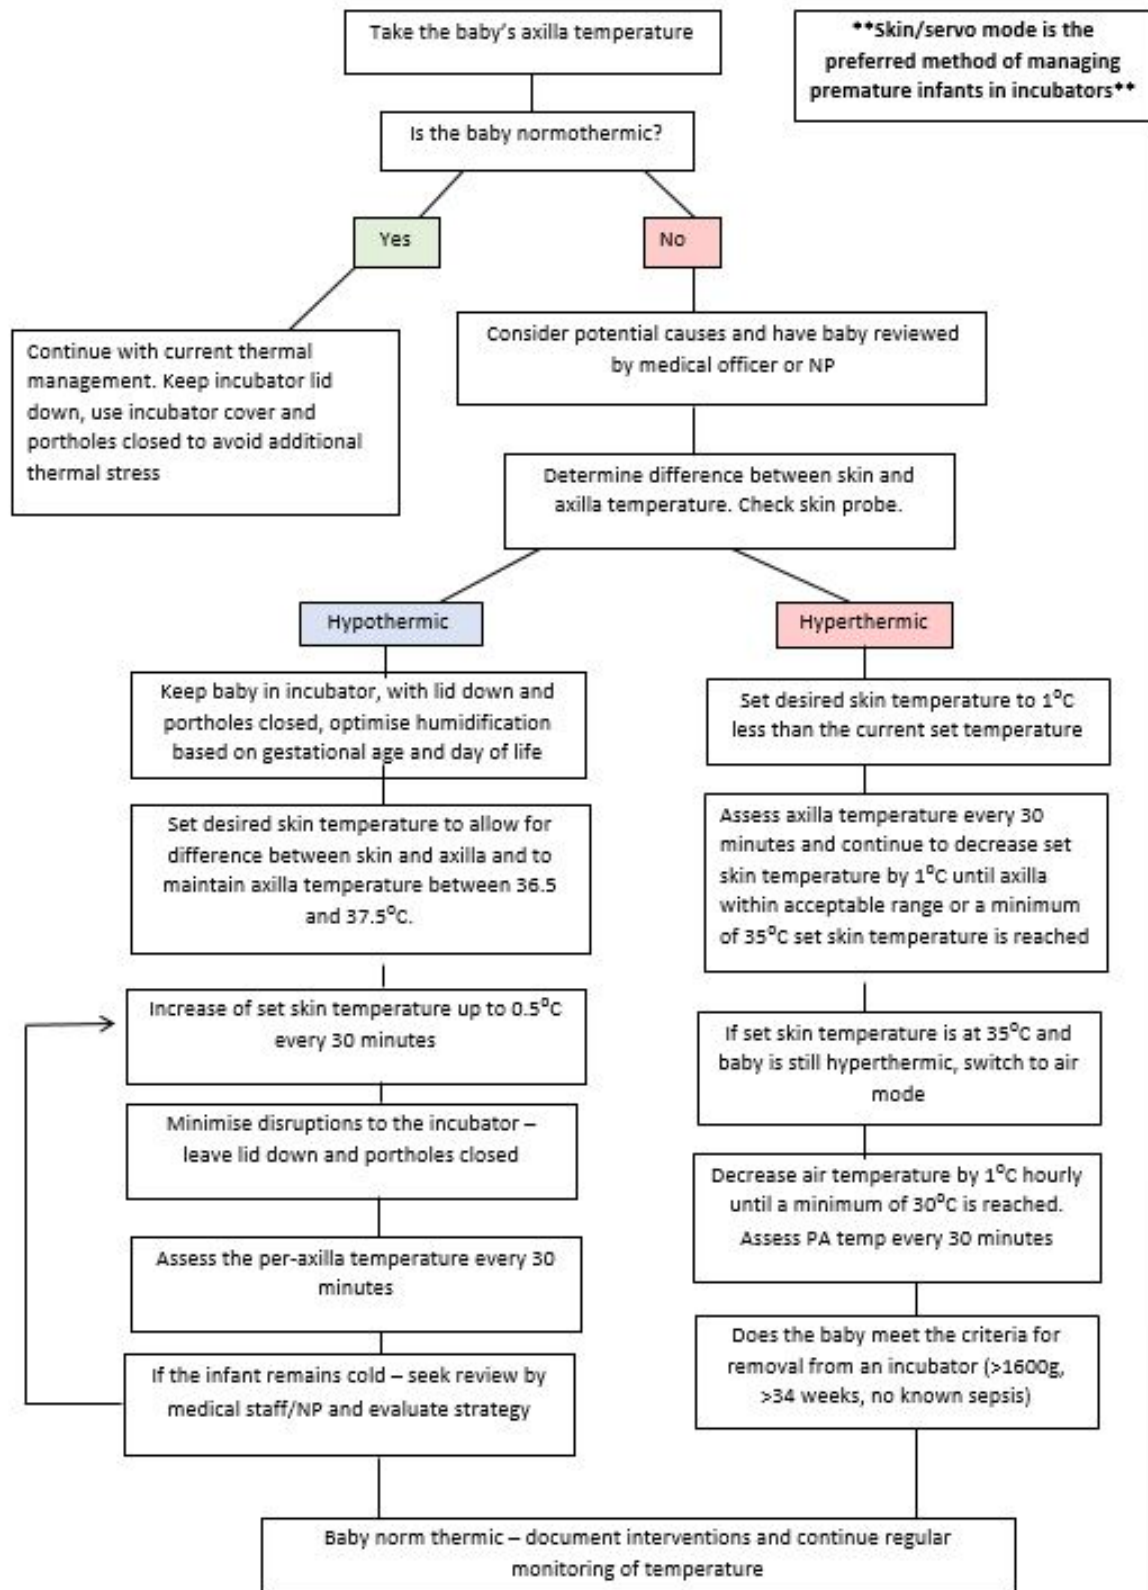 Take the baby's axilla temperature
**Skin/servo mode is the
preferred method of managing
premature infants in incubators**
Is the baby normothermic?
Yes
No
Continue with current thermal
management. Keep incubator lid
down, use incubator cover and
portholes closed to avoid additional
thermal stress
Consider potential causes and have baby reviewed
by medical officer or NP
Determine difference between skin and
axilla temperature. Check skin probe.
Hypothermic
Hyperthermic
Keep baby in incubator, with lid down and
portholes closed, optimise humidification
based on gestational age and day of life
Set desired skin temperature to allow for
difference between skin and axilla and to
maintain axilla temperature between 36.5
and 37.5⁰C.
Increase of set skin temperature up to 0.5⁰C
every 30 minutes
Minimise disruptions to the incubator –
leave lid down and portholes closed
Assess the per-axilla temperature every 30
minutes
If the infant remains cold – seek review by
medical staff/NP and evaluate strategy
Set desired skin temperature to 1⁰C
less than the current set temperature
Assess axilla temperature every 30
minutes and continue to decrease set
skin temperature by 1⁰C until axilla
within acceptable range or a minimum
of 35⁰C set skin temperature is reached
If set skin temperature is at 35⁰C and
baby is still hyperthermic, switch to air
mode
Decrease air temperature by 1⁰C hourly
until a minimum of 30⁰C is reached.
Assess PA temp every 30 minutes
Does the baby meet the criteria for
removal from an incubator (>1600g,
>34 weeks, no known sepsis)
Baby norm thermic – document interventions and continue regular
monitoring of temperature